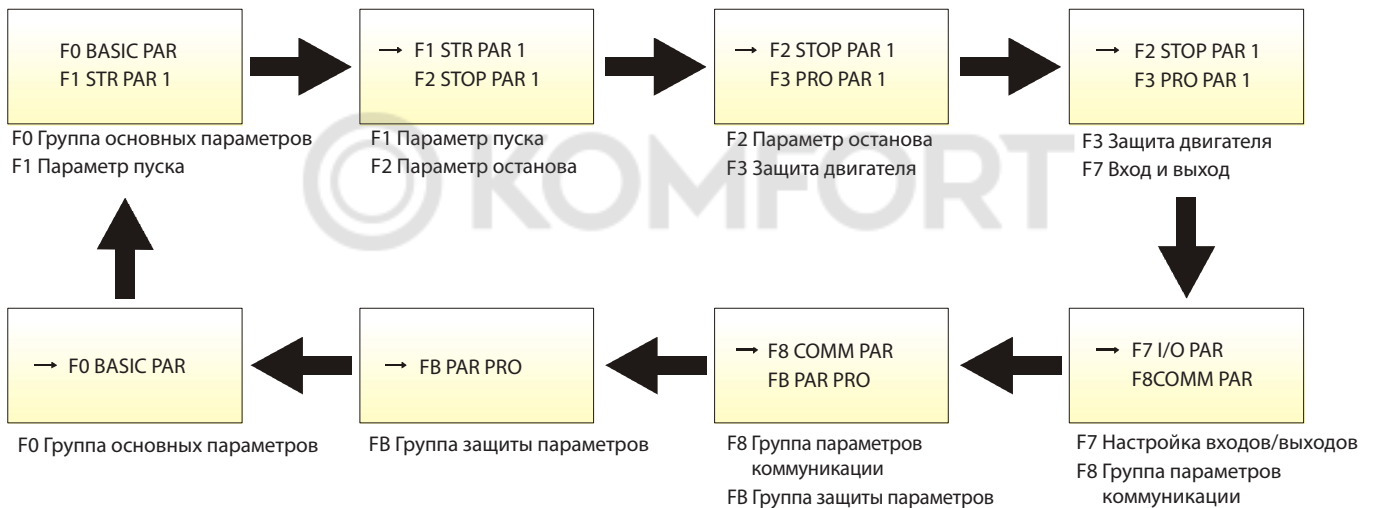 F0 BASIC PAR
F1 STR PAR 1
F0 Группа основных параметров
F1 Параметр пуска
→ F1 STR PAR 1
F2 STOP PAR 1
F1 Параметр пуска
F2 Параметр останова
→ F2 STOP PAR 1
F3 PRO PAR 1
F2 Параметр останова
F3 Защита двигателя
→ F2 STOP PAR 1
F3 PRO PAR 1
F3 Защита двигателя
F7 Вход и выход
KOMFORT
→ F0 BASIC PAR
F0 Группа основных параметров
→ FB PAR PRO
FB Группа защиты параметров
→ F8 COMM PAR
FB PAR PRO
F8 Группа параметров
коммуникации
FB Группа защиты параметров
→ F7 I/O PAR
F8COMM PAR
F7 Настройка входов/выходов
F8 Группа параметров
коммуникации